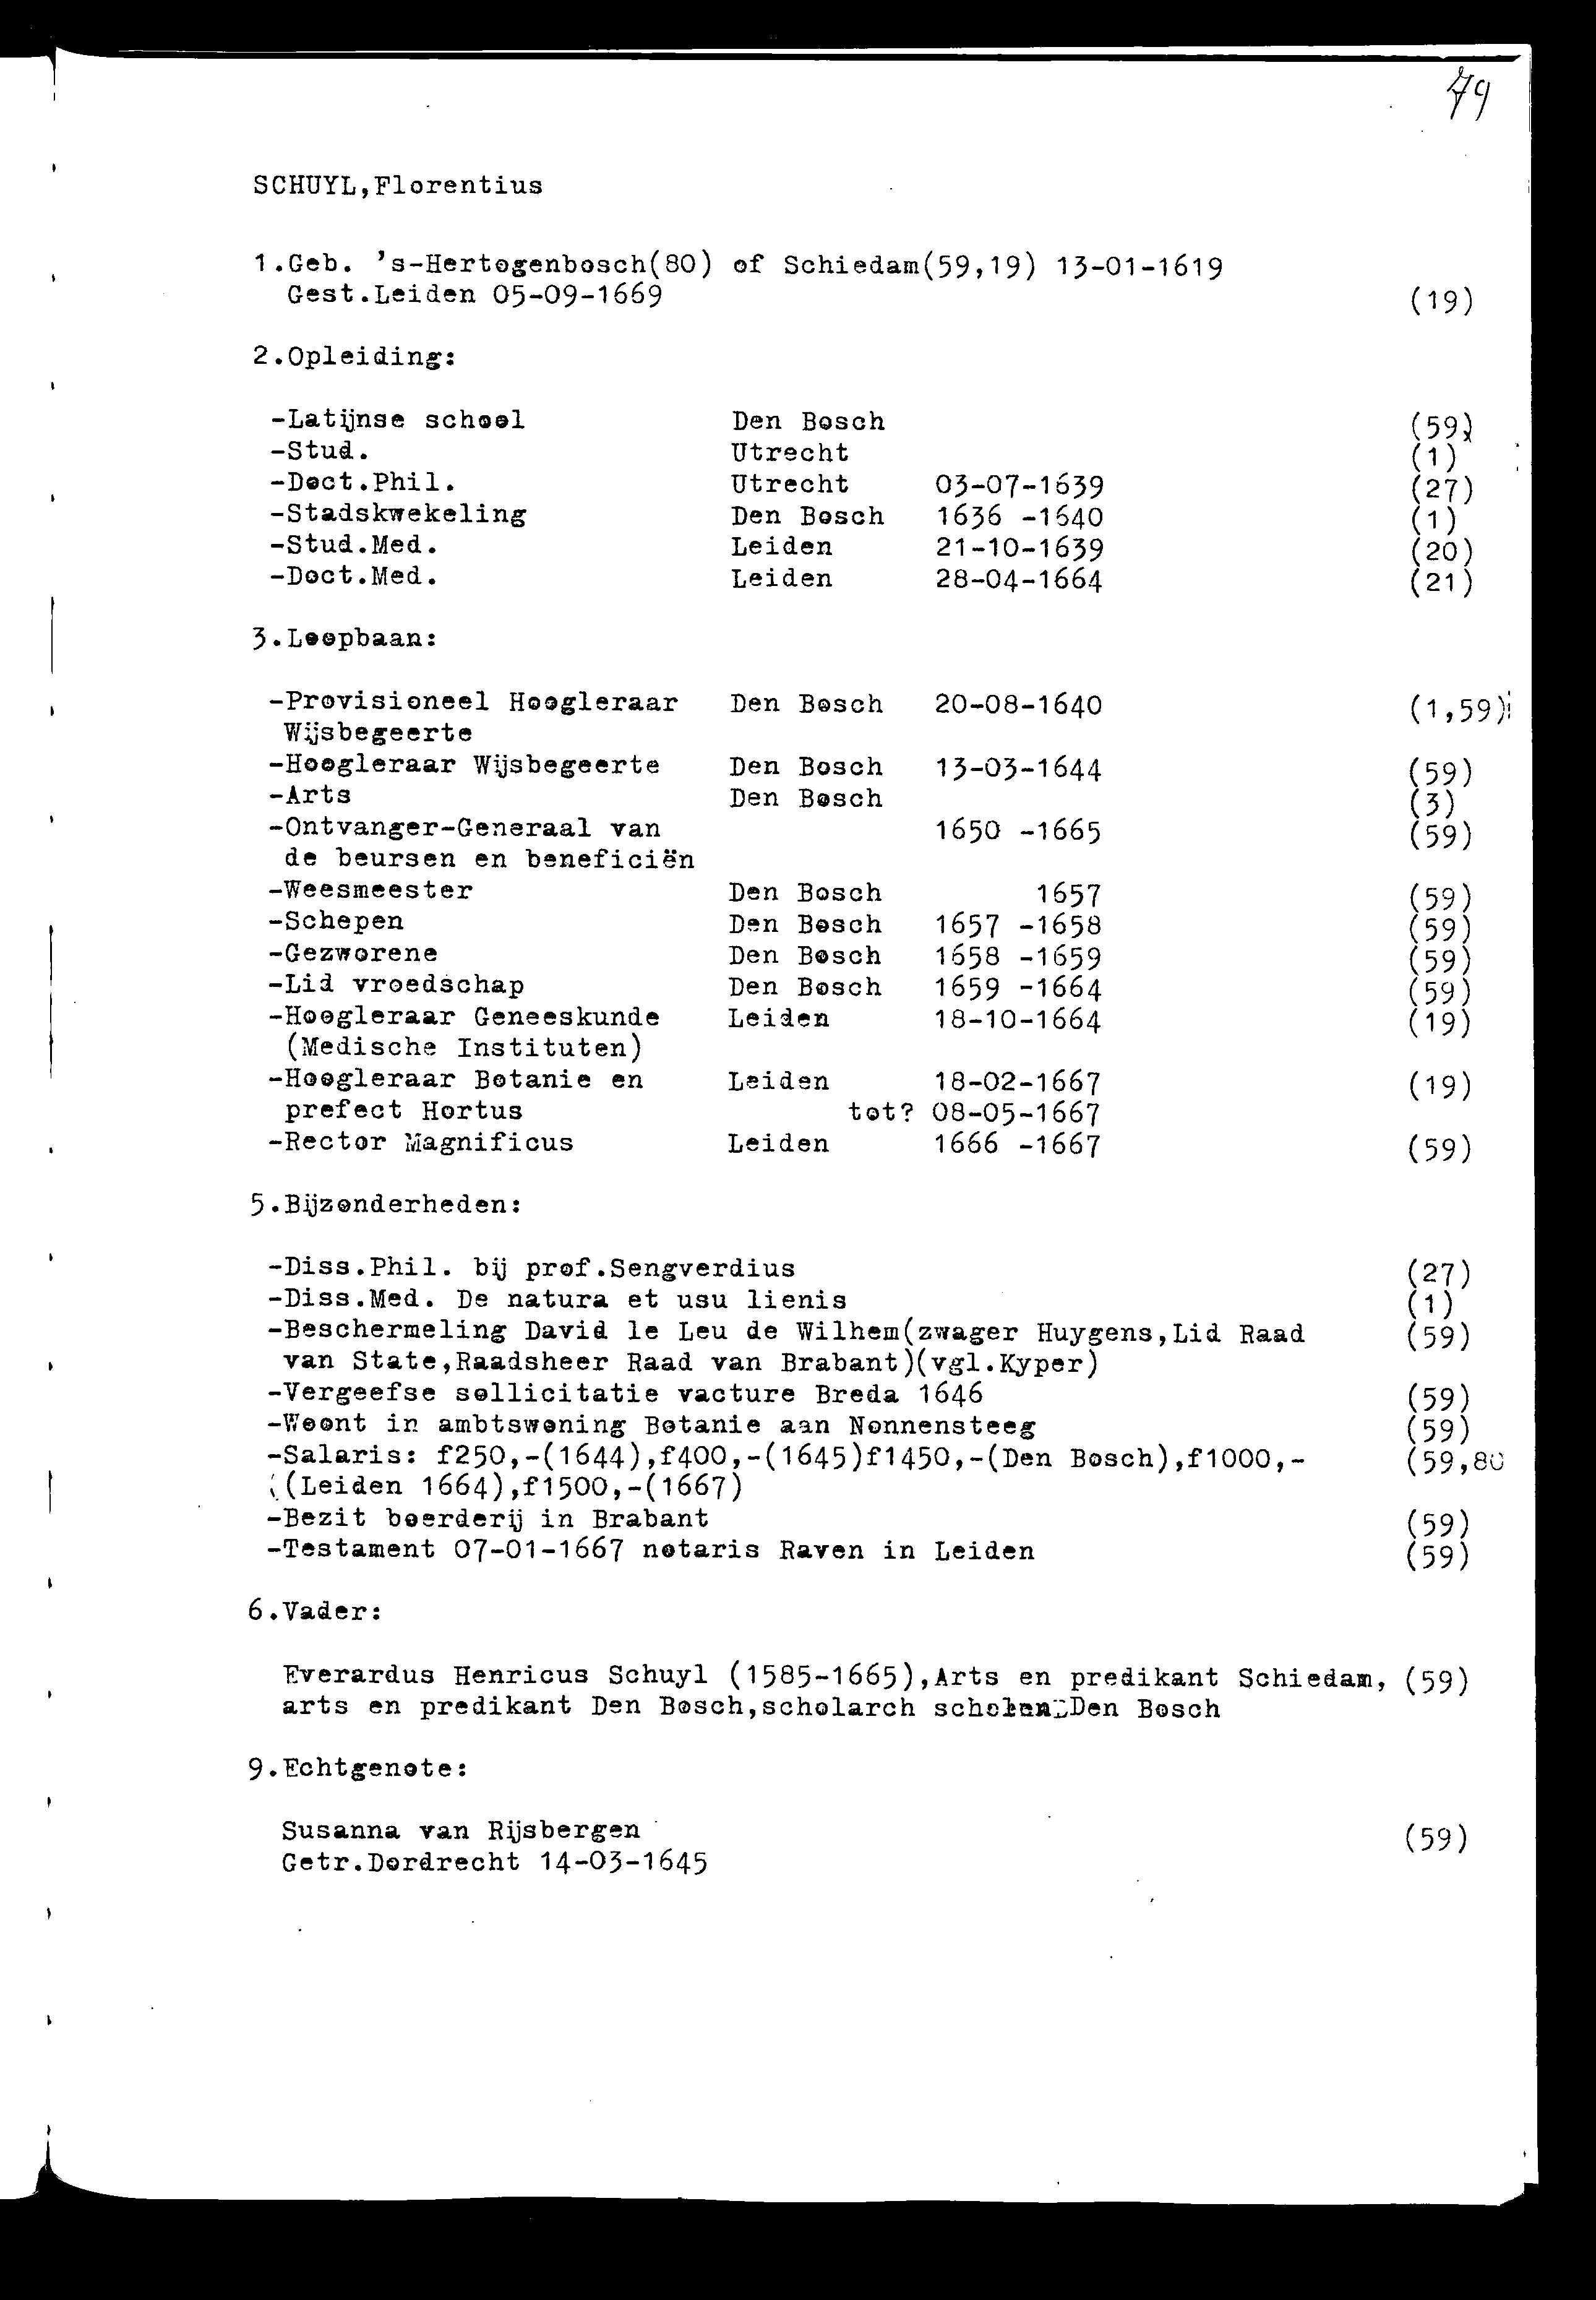 79
SCHUYL,Florentius
1.Geb. 's-Hertogenbosch(80) of Schiedam(59,19) 13-01-1619
Gest.Leiden 05-09-1669 (19)
2.Opleiding:
-Latijnse school Den Bosch (59)
-Stud. Utrecht (1)
-Doct.Phil. Utrecht 03-07-1639 (27)
-Stadskwekeling Den Bosch 1636 -1640 (1)
-Stud.Med. Leiden 21-10-1639 (20)
-Doct.Med. Leiden 28-04-1664 (21)
3.Loopbaan:
-Provisioneel Hoogleraar Den Bosch 20-08-1640 (1,59)
Wijsbegeerte
-Hoogleraar Wijsbegeerte Den Bosch 13-03-1644 (59)
-Arts Den Bosch (3)
-Ontvanger-Generaal van 1650 -1665 (59)
de beursen en beneficiën
-Weesmeester Den Bosch 1657 (59)
-Schepen Den Bosch 1657 -1658 (59)
-Gezworene Den Bosch 1658 -1659 (59)
-Lid vroedschap Den Bosch 1659 -1664 (59)
-Hoogleraar Geneeskunde Leiden 18-10-1664 (19)
(Medische Instituten)
-Hoogleraar Botanie en Leiden 18-02-1667 (19)
prefect Hortus tot? 08-05-1667
-Rector Magnificus Leiden 1666 -1667 (59)
5.Bijzonderheden:
-Diss.Phil. bij prof.Sengverdius (27)
-Diss.Med. De natura et usu lienis (1)
-Beschermeling David le Leu de Wilhem(zwager Huygens,Lid Raad (59)
van State,Raadsheer Raad van Brabant)(vgl.Kyper)
-Vergeefse sollicitatie vacture Breda 1646 (59)
-Woont in ambtswoning Botanie aan Nonnensteeg (59)
-Salaris: f250,-(1644),f400,-(1645)f1450,-(Den Bosch),f1000,- (59,80
(Leiden 1664),f1500,-(1667)
-Bezit boerderij in Brabant (59)
-Testament 07-01-1667 notaris Raven in Leiden (59)
6.Vader:
Everardus Henricus Schuyl (1585-1665),Arts en predikant Schiedam, (59)
arts en predikant Den Bosch,scholarch scholen Den Bosch
9.Echtgenote:
Susanna van Rijsbergen (59)
Getr.Dordrecht 14-03-1645